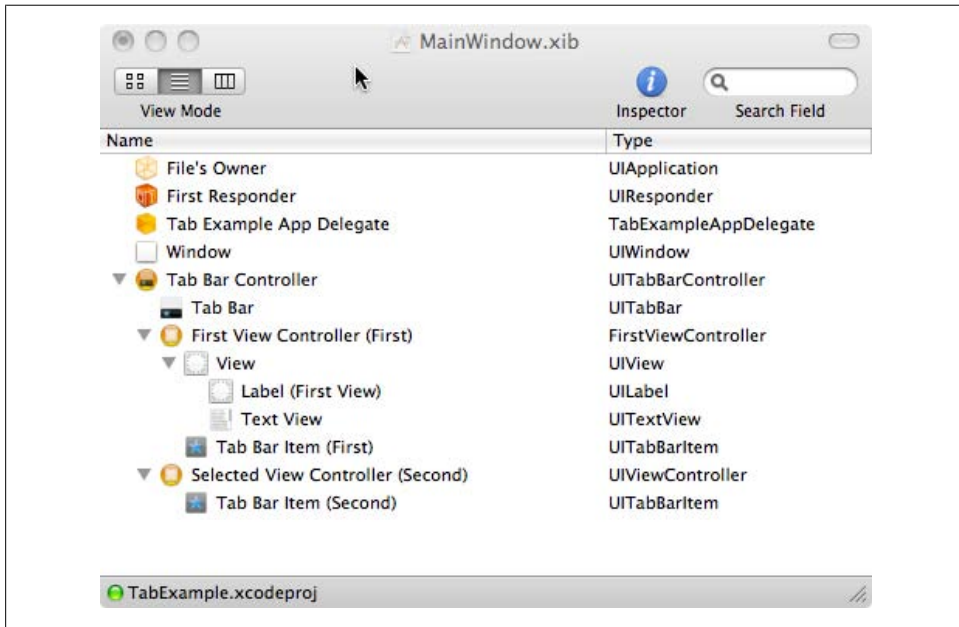 MainWindow.xib
View Mode
Inspector
Search Field
Name Type
File's Owner UIApplication
First Responder UIResponder
Tab Example App Delegate TabExampleAppDelegate
Window UIWindow
Tab Bar Controller UITabBarController
Tab Bar UITabBar
First View Controller (First) FirstViewController
View UIView
Label (First View) UILabel
Text View UITextView
Tab Bar Item (First) UITabBarItem
Selected View Controller (Second) UIViewController
Tab Bar Item (Second) UITabBarItem
TabExample.xcodeproj